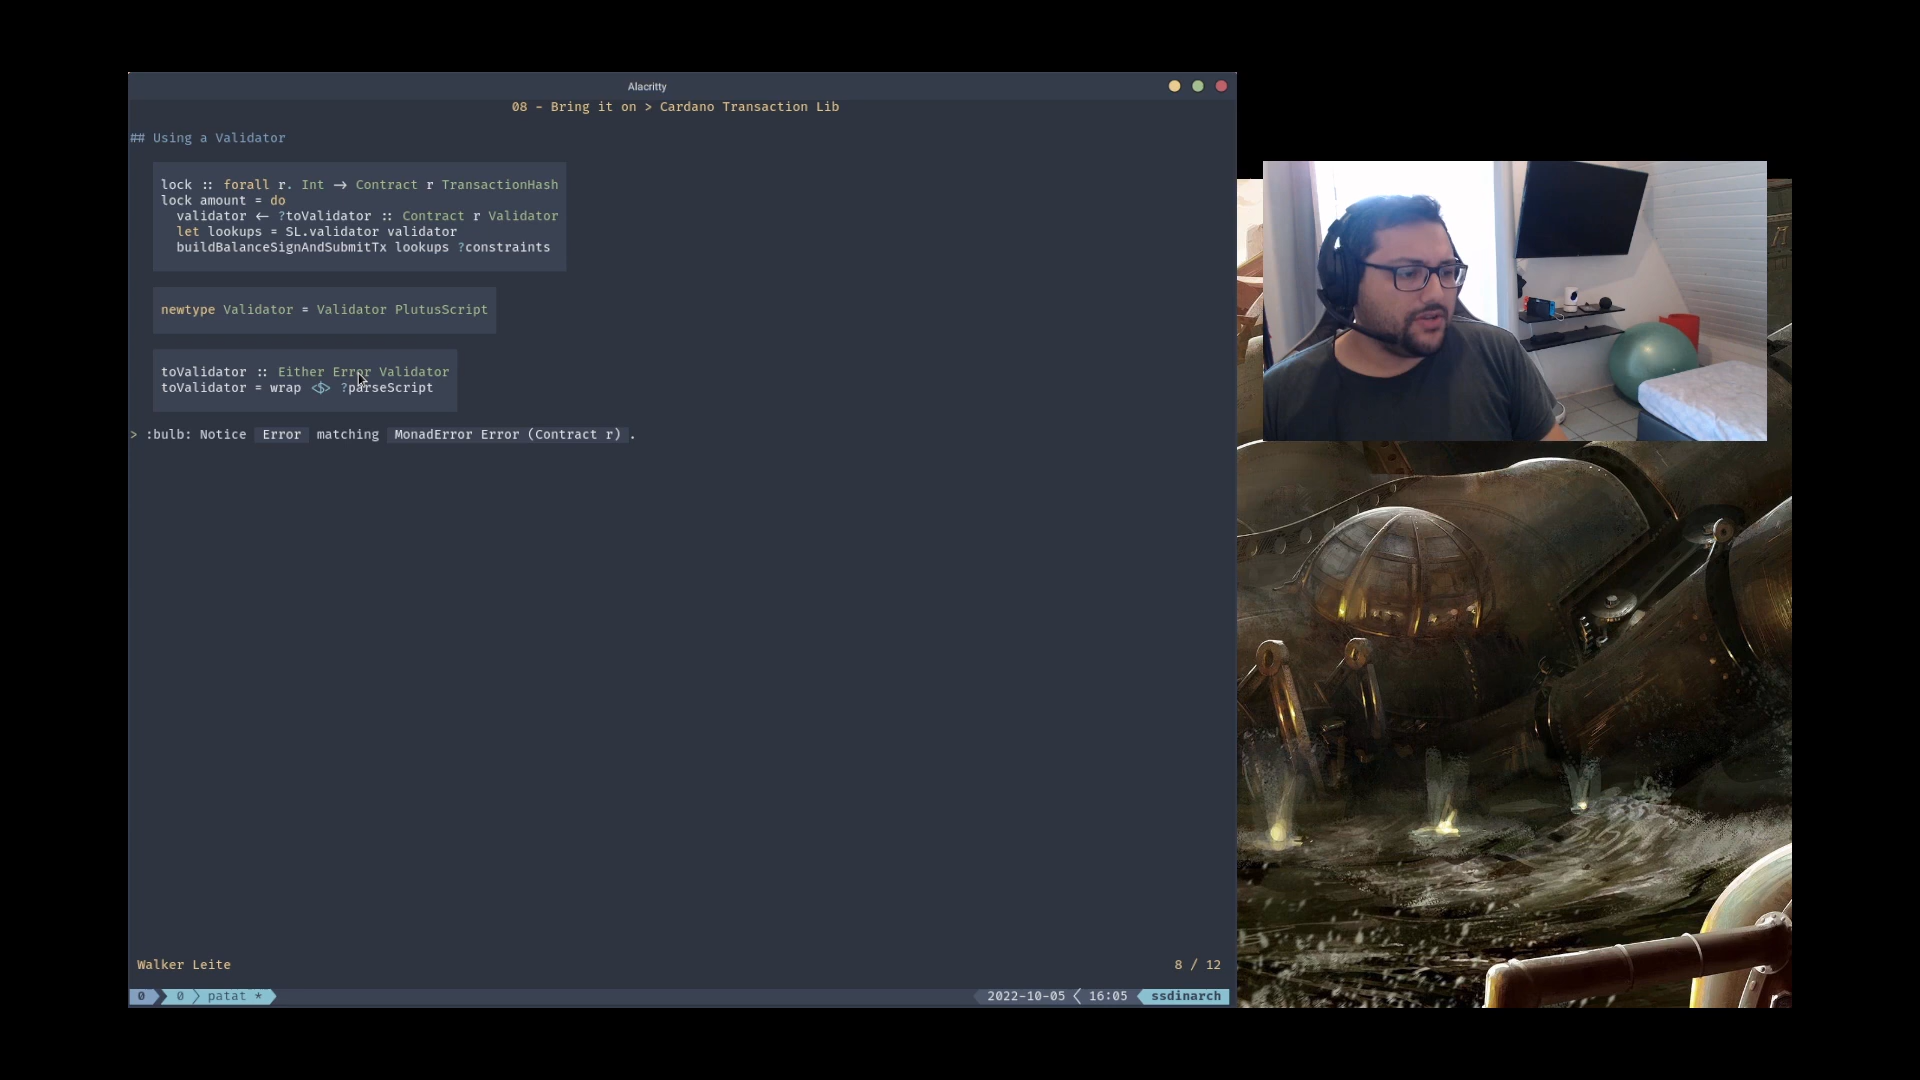 Alacritty
08 - Bring it on > Cardano Transaction Lib
## Using a Validator
lock :: forall r. Int → Contract r TransactionHash
lock amount = do
validator ← ?toValidator :: Contract r Validator
let lookups = SL.validator validator
buildBalanceSignAndSubmitTx lookups ?constraints
newtype Validator = Validator PlutusScript
toValidator :: Either Error Validator
toValidator = wrap <$> ?parseScript
> :bulb: Notice Error matching MonadError Error (Contract r) .
Walker Leite
8 / 12
0 0 patat *
2022-10-05 16:05 ssdinarch